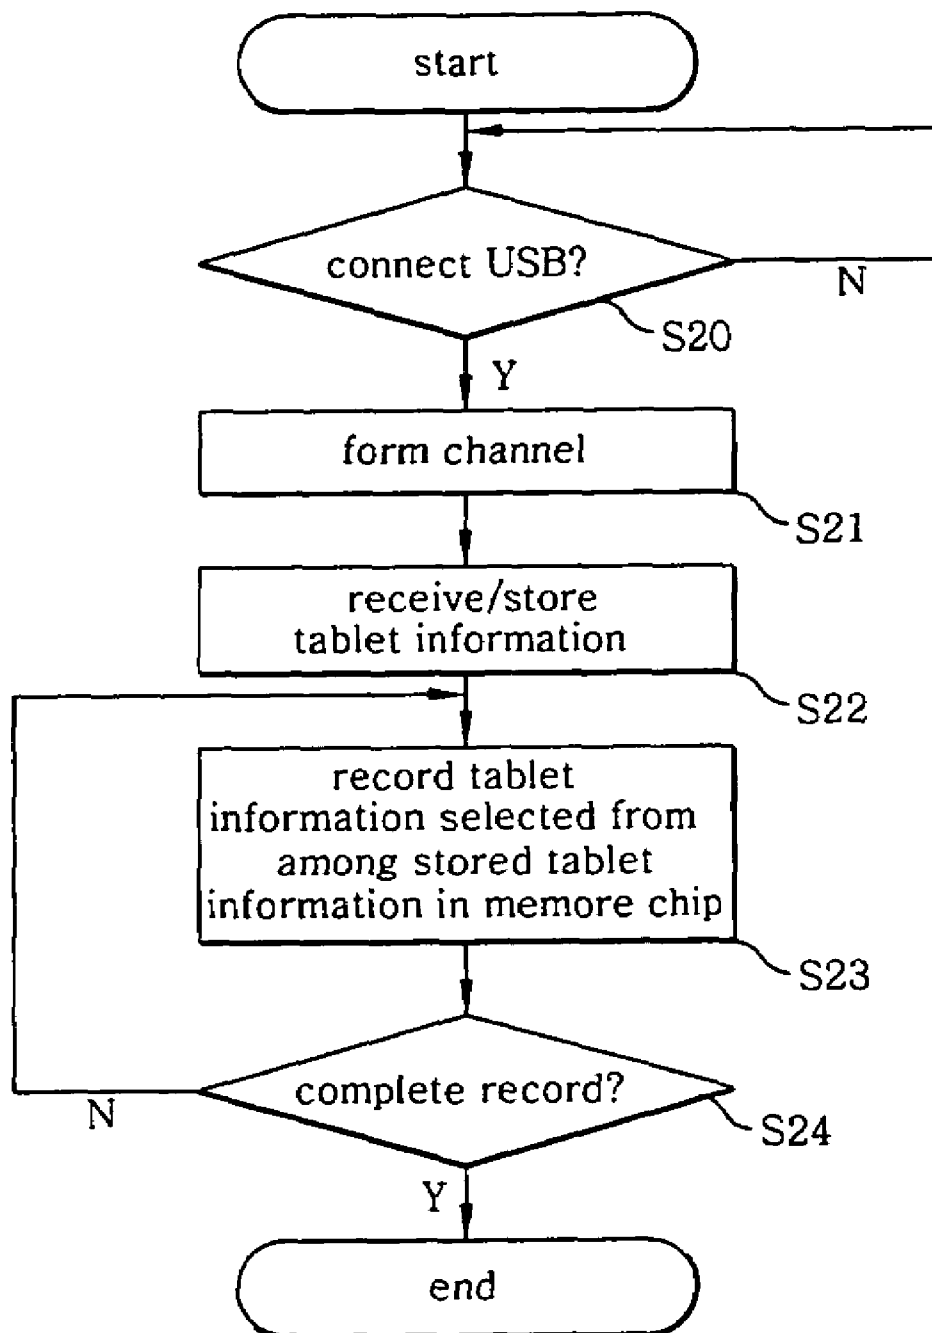 start
connect USB?
N
S20
Y
form channel
S21
receive/store
tablet information
S22
record tablet
information selected from
among stored tablet
information in memore chip
S23
complete record?
N
S24
Y
end